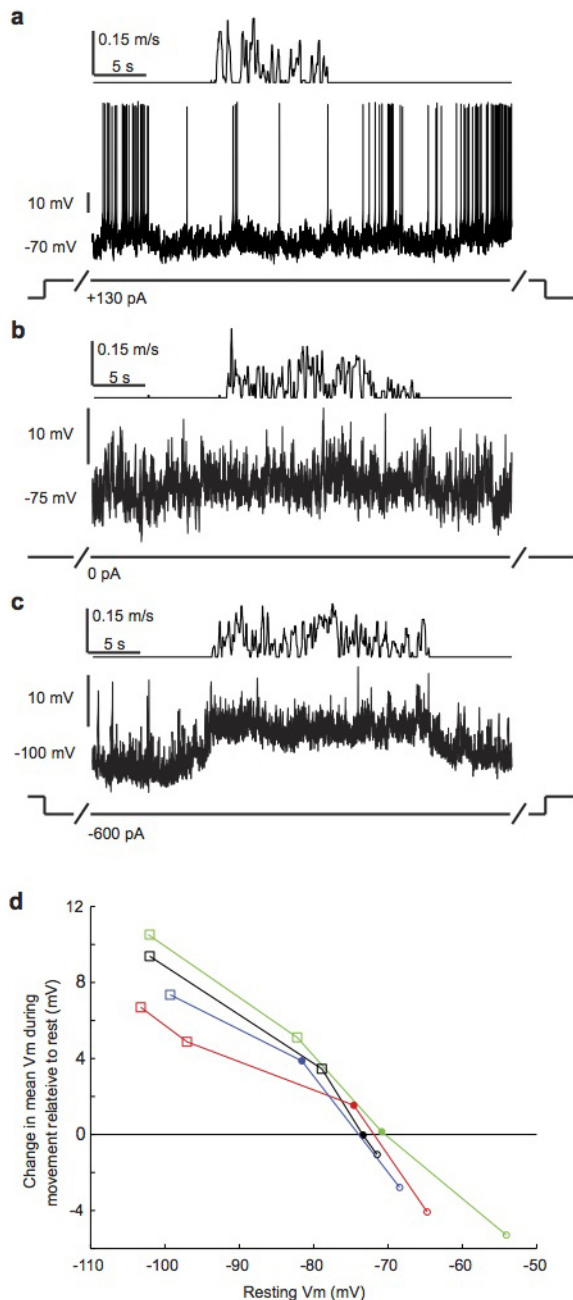 a
0.15 m/s
5 s
10 mV
-70 mV
+130 pA
b
0.15 m/s
5 s
10 mV
-75 mV
0 pA
c
0.15 m/s
5 s
10 mV
-100 mV
-600 pA
d
12
8
4
0
-4
Change in mean Vm during
movement relateive to rest (mV)
-110
-100
-90
-80
-70
-60
-50
Resting Vm (mV)